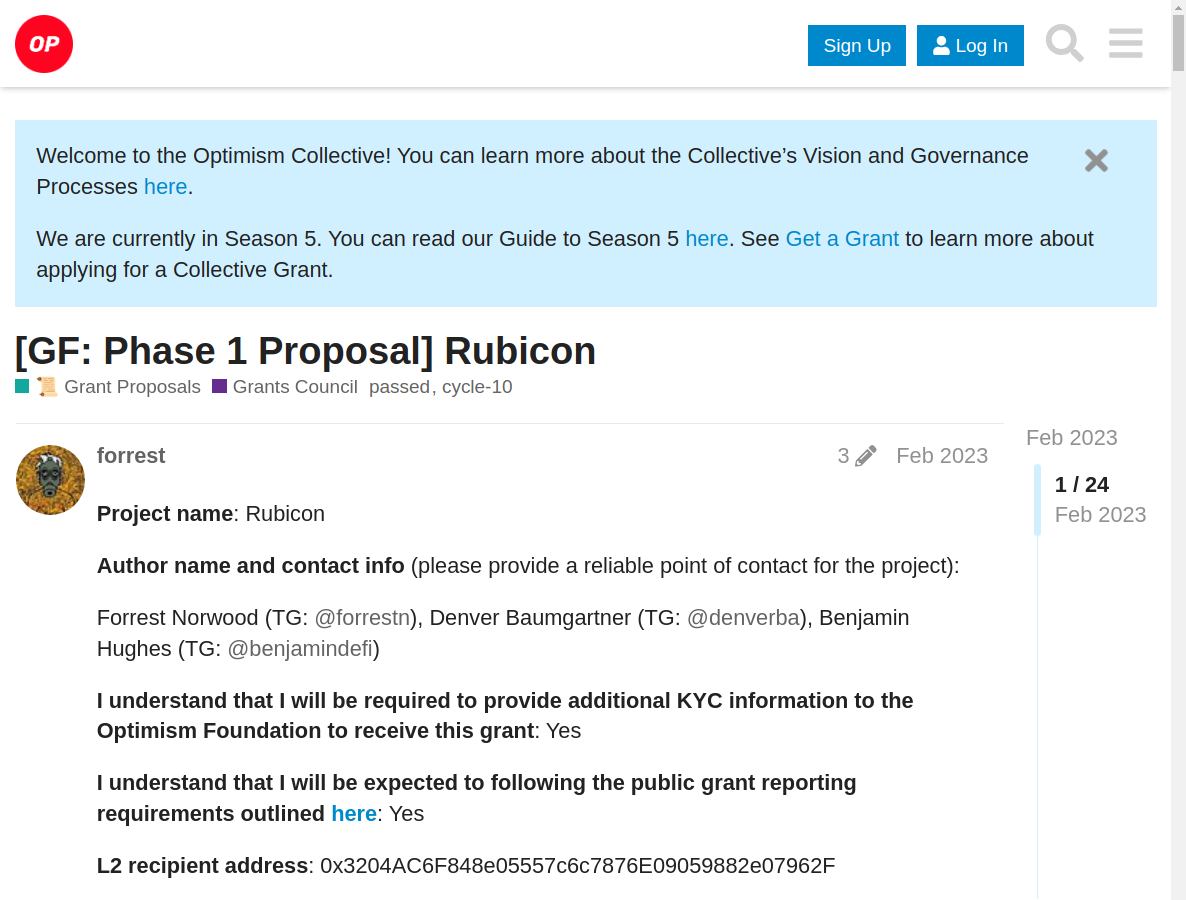 OP
Sign Up
Log In
Welcome to the Optimism Collective! You can learn more about the Collective’s Vision and Governance
Processes here.
We are currently in Season 5. You can read our Guide to Season 5 here. See Get a Grant to learn more about
applying for a Collective Grant.
[GF: Phase 1 Proposal] Rubicon
📜 Grant Proposals Grants Council passed, cycle-10
forrest
3
Feb 2023
Feb 2023
1 / 24
Feb 2023
Project name: Rubicon
Author name and contact info (please provide a reliable point of contact for the project):
Forrest Norwood (TG: @forrestn), Denver Baumgartner (TG: @denverba), Benjamin
Hughes (TG: @benjamindefi)
I understand that I will be required to provide additional KYC information to the
Optimism Foundation to receive this grant: Yes
I understand that I will be expected to following the public grant reporting
requirements outlined here: Yes
L2 recipient address: 0x3204AC6F848e05557c6c7876E09059882e07962F